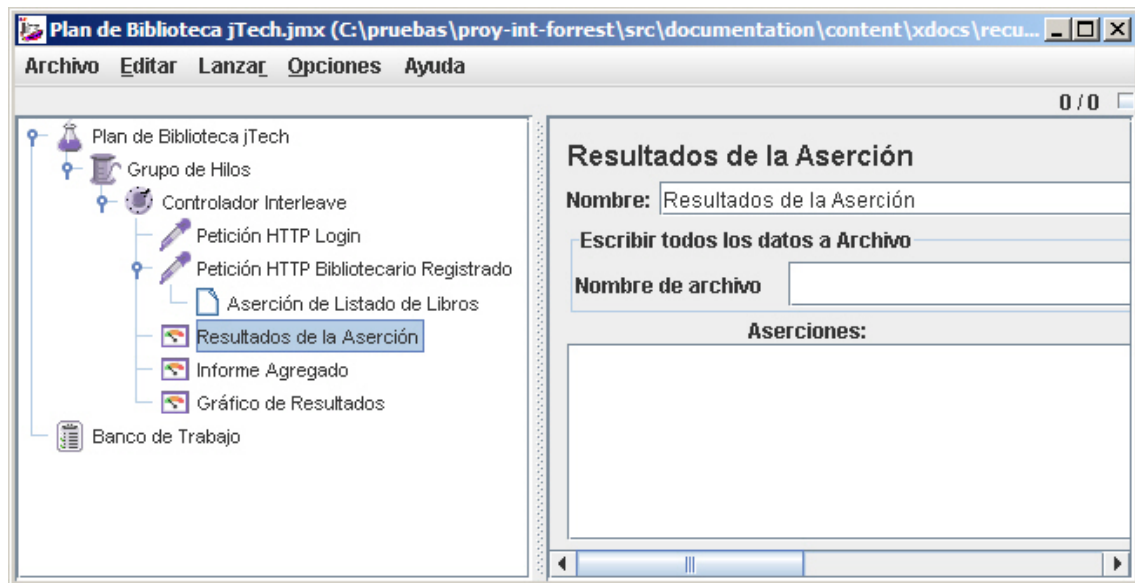 Plan de Biblioteca jTech.jmx (C:\pruebas\proy-int-forrest\src\documentation\content\xdocs\recu...
Archivo Editar Lanzar Opciones Ayuda
0 / 0
Plan de Biblioteca jTech
Grupo de Hilos
Controlador Interleave
Petición HTTP Login
Petición HTTP Bibliotecario Registrado
Aserción de Listado de Libros
Resultados de la Aserción
Informe Agregado
Gráfico de Resultados
Banco de Trabajo
Resultados de la Aserción
Nombre: Resultados de la Aserción
Escribir todos los datos a Archivo
Nombre de archivo
Aserciones: